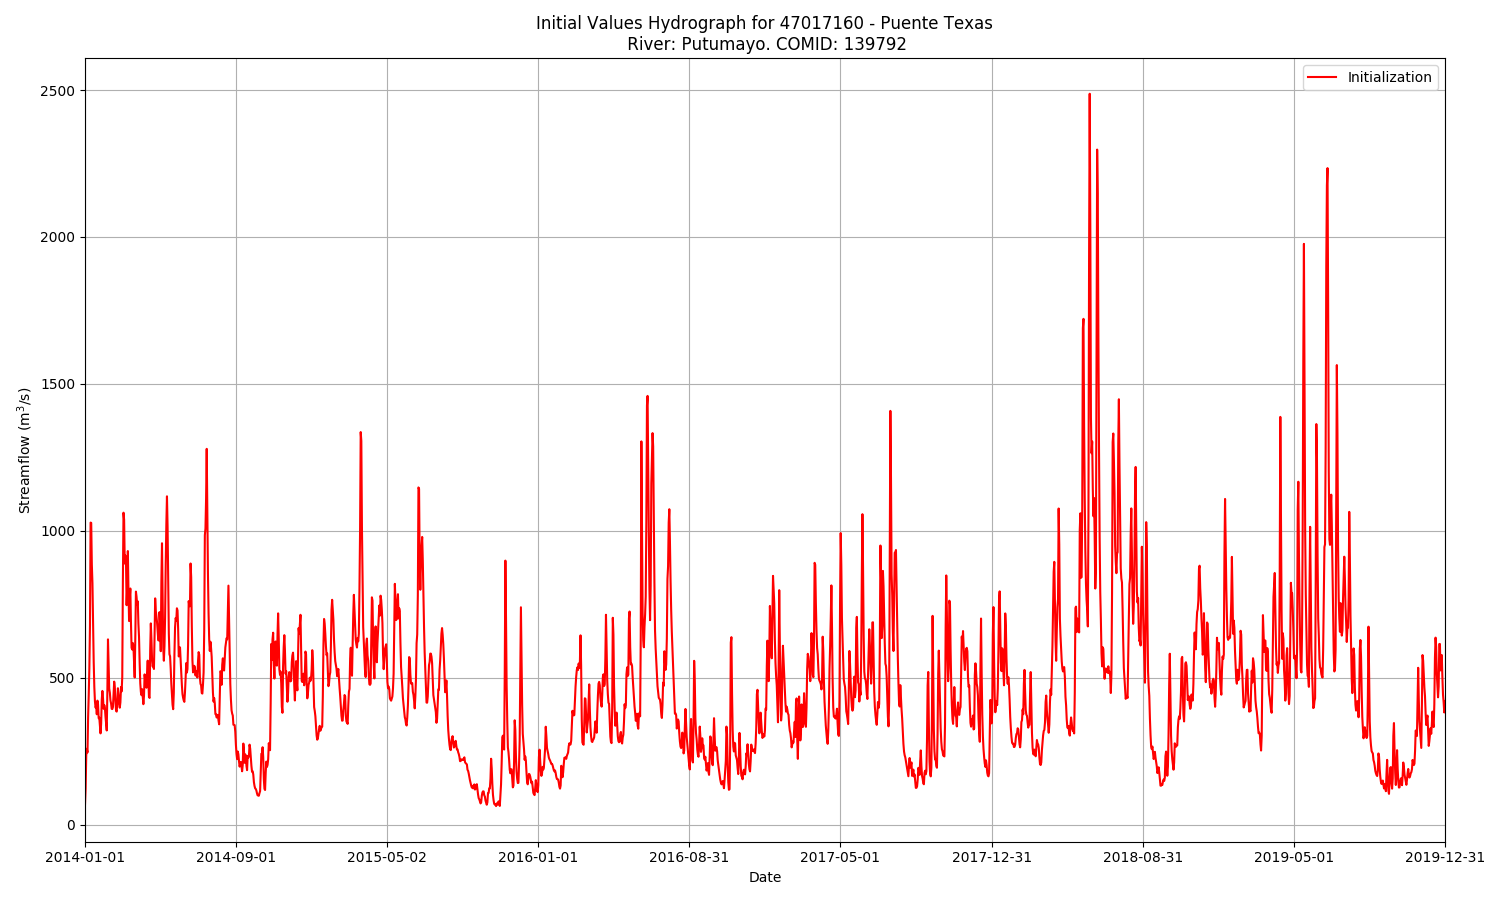 Initial Values Hydrograph for 47017160 - Puente Texas
River: Putumayo. COMID: 139792
Initialization
2500
2000
1500
1000
500
0
Streamflow (m³/s)
2014-01-01 2014-09-01 2015-05-02 2016-01-01 2016-08-31 2017-05-01 2017-12-31 2018-08-31 2019-05-01 2019-12-31
Date